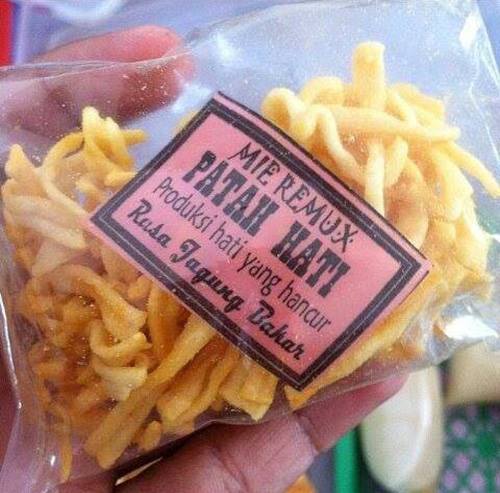 MIE REMUX
PATAH HATI
Produksi hati yang hancur
Rasa Jagung Bakar